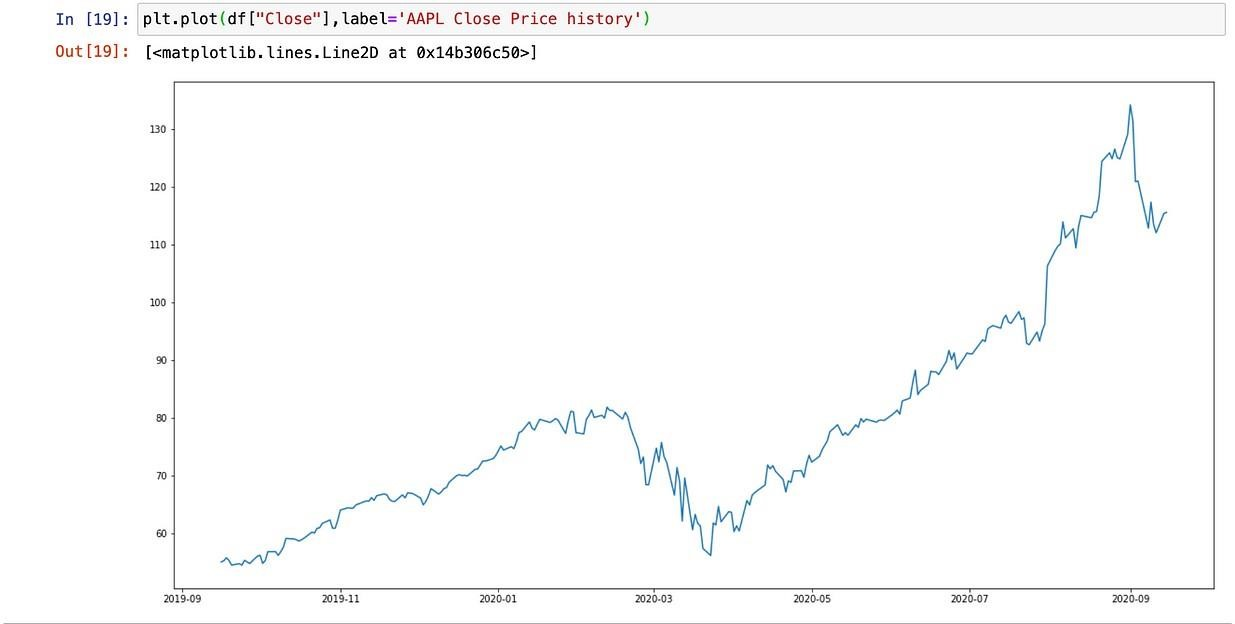 In [19]: plt.plot(df["Close"],label='AAPL Close Price history')
Out[19]: [<matplotlib.lines.Line2D at 0x14b306c50>]
130
120
110
100
90
80
70
60
2019-09 2019-11 2020-01 2020-03 2020-05 2020-07 2020-09